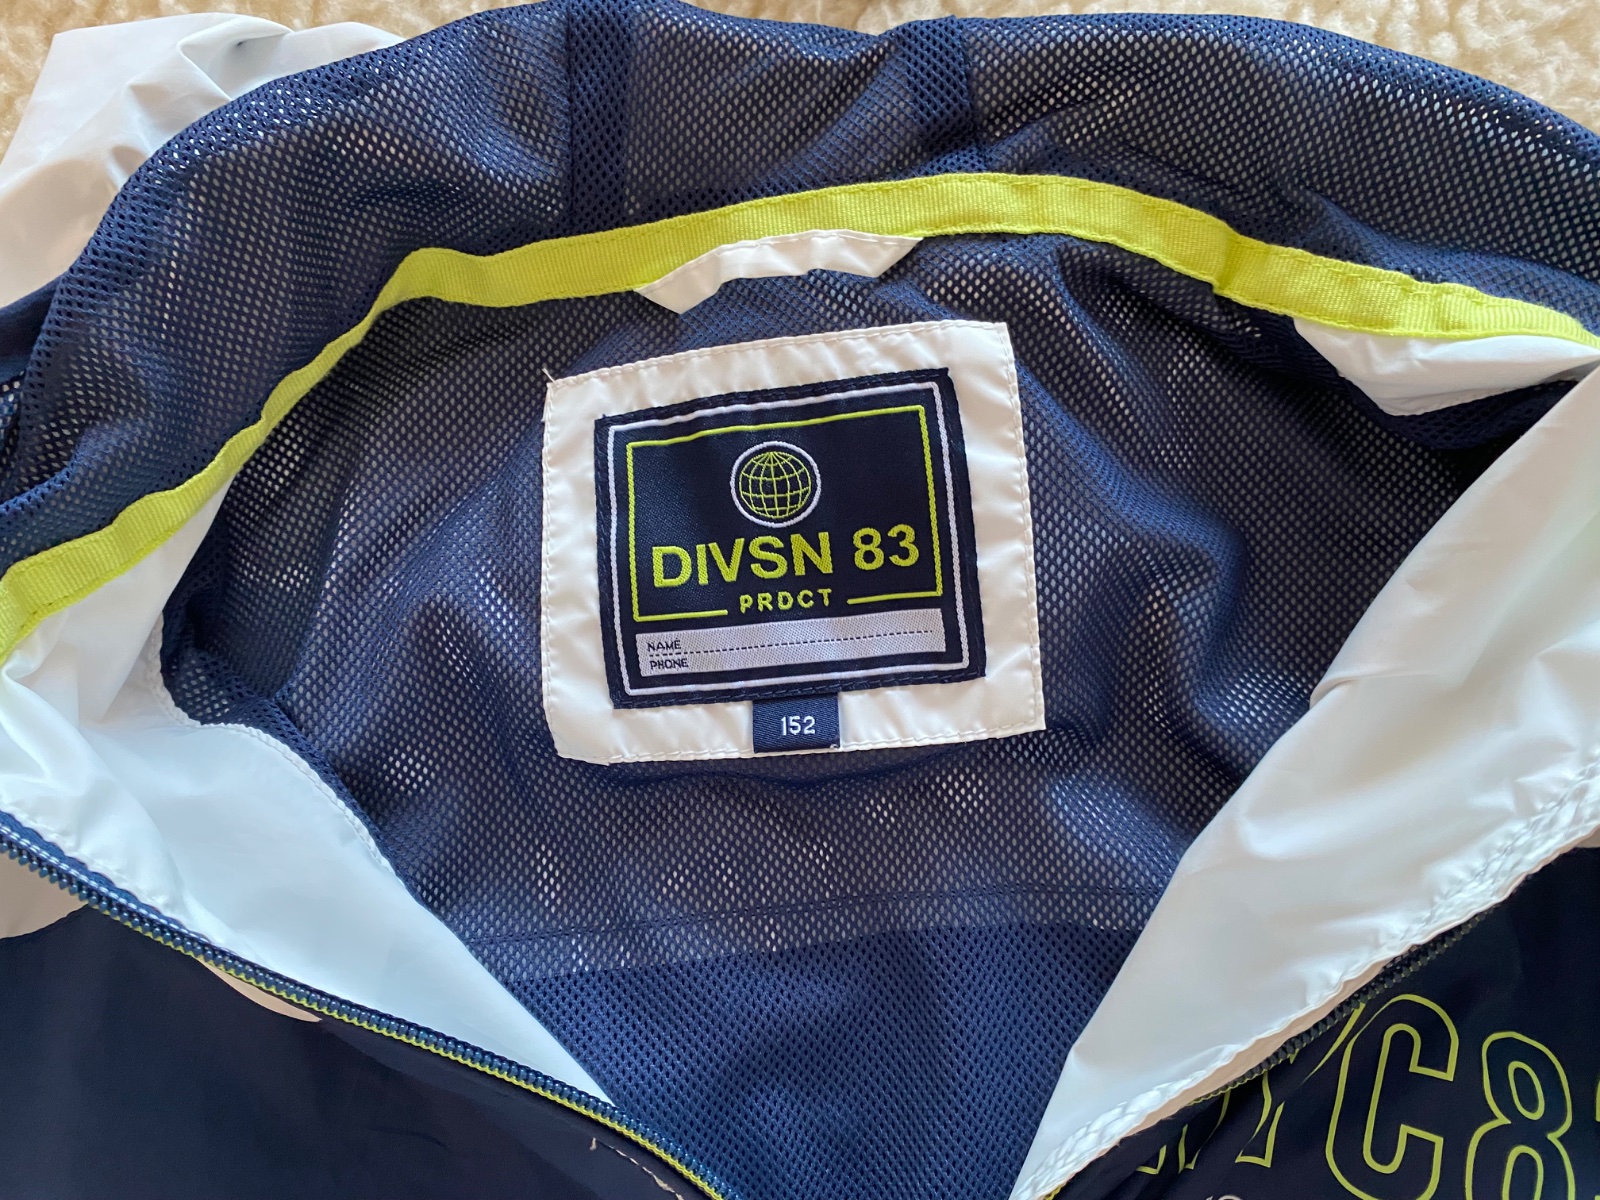 DIVSN 83
PRDCT
NAME
PHONE
152